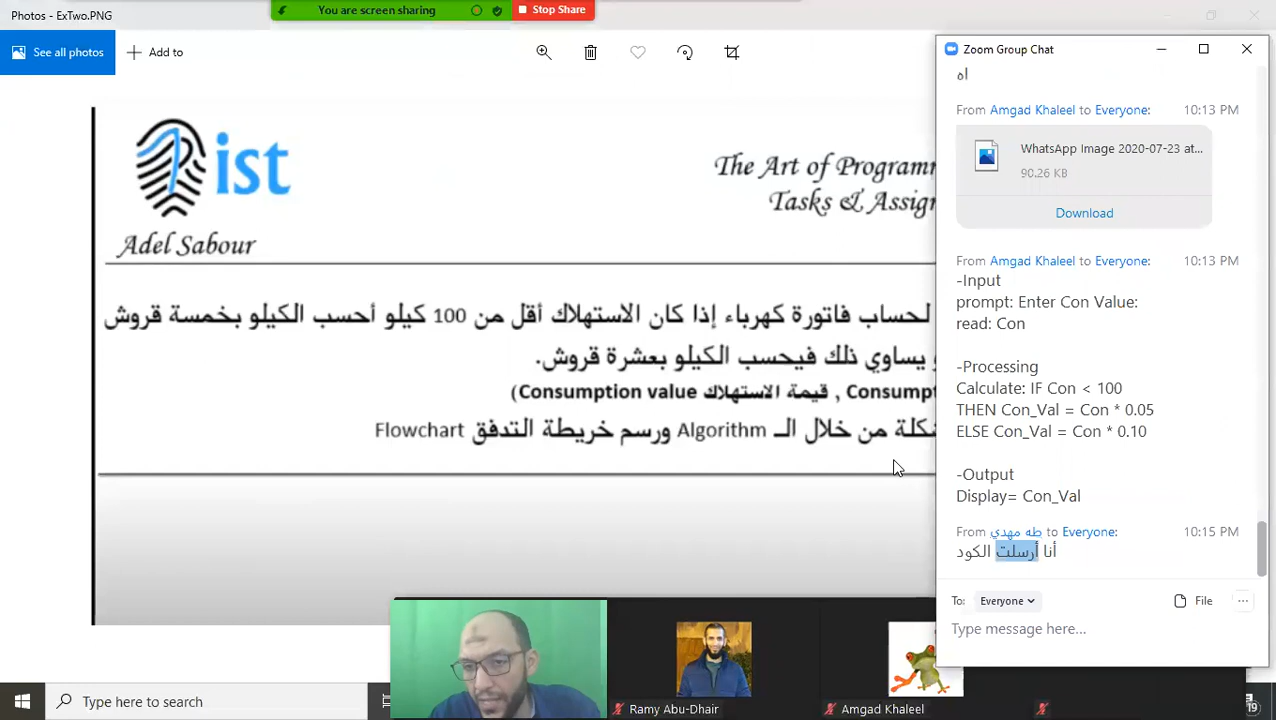 Photos - ExTwo.PNG
You are screen sharing
Stop Share
See all photos
Add to
ist
Adel Sabour
The Art of Programm
Tasks & Assign
لحساب فاتورة كهرباء إذا كان الاستهلاك أقل من 100 كيلو أحسب الكيلو بخمسة قروش
و يساوي ذلك فيحسب الكيلو بعشرة قروش.
(Consumption value قيمة الاستهلاك , Consump
شكلة من خلال الـ Algorithm ورسم خريطة التدفق Flowchart
Zoom Group Chat
اه
From Amgad Khaleel to Everyone: 10:13 PM
WhatsApp Image 2020-07-23 at...
90.26 KB
Download
From Amgad Khaleel to Everyone: 10:13 PM
-Input
prompt: Enter Con Value:
read: Con
-Processing
Calculate: IF Con < 100
THEN Con_Val = Con * 0.05
ELSE Con_Val = Con * 0.10
-Output
Display= Con_Val
From طه مهدي to Everyone: 10:15 PM
أنا أرسلت الكود
To: Everyone File ...
Type message here...
Ramy Abu-Dhair
Amgad Khaleel
Type here to search
19